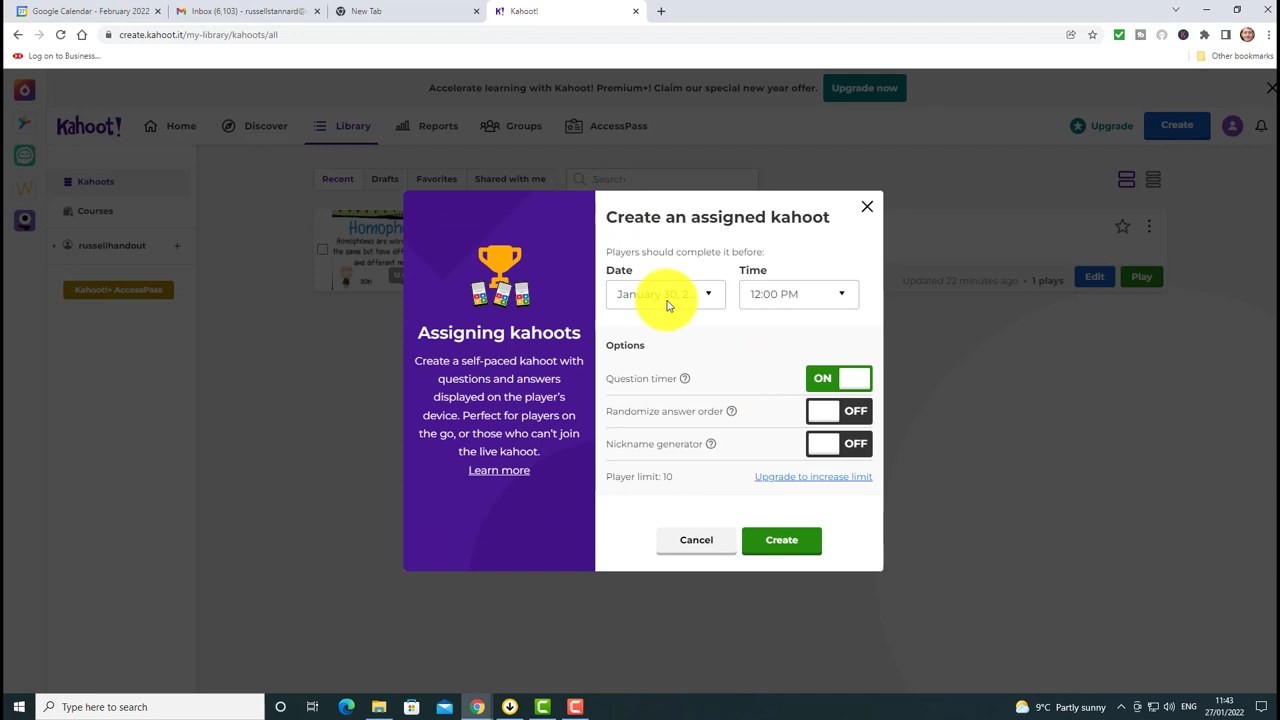 Google Calendar - February 2022
Inbox (6,103) - russellstannard@
New Tab
Kahoot!
create.kahoot.it/my-library/kahoots/all
Log on to Business...
Other bookmarks
Accelerate learning with Kahoot! Premium+! Claim our special new year offer.
Upgrade now
Kahoot!
Home
Discover
Library
Reports
Groups
AccessPass
Upgrade
Create
Kahoots
Courses
russellhandout
Kahoot!+ AccessPass
Recent
Drafts
Favorites
Shared with me
Search
Updated 22 minutes ago
1 plays
Edit
Play
Assigning kahoots
Create a self-paced kahoot with
questions and answers
displayed on the player's
device. Perfect for players on
the go, or those who can't join
the live kahoot.
Learn more
Create an assigned kahoot
Players should complete it before:
Date
Time
January 30, 2...
12:00 PM
Options
Question timer
ON
Randomize answer order
OFF
Nickname generator
OFF
Player limit: 10
Upgrade to increase limit
Cancel
Create
Type here to search
9°C Partly sunny
ENG
11:43
27/01/2022